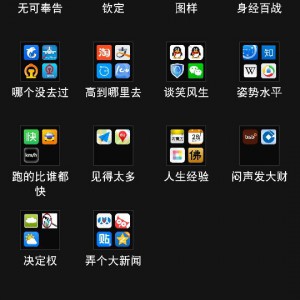 无可奉告 钦定 图样 身经百战
哪个没去过 高到哪里去 谈笑风生 姿势水平
跑的比谁都快 见得太多 人生经验 闷声发大财
决定权 弄个大新闻
淘
知
W
快
km/h
28
佛
贴